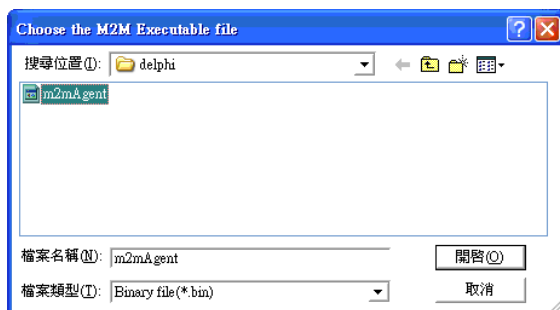 Choose the M2M Executable file
搜尋位置(I): delphi
m2mAgent
檔案名稱(N): m2mAgent
開啓(O)
檔案類型(T): Binary file(*.bin)
取消